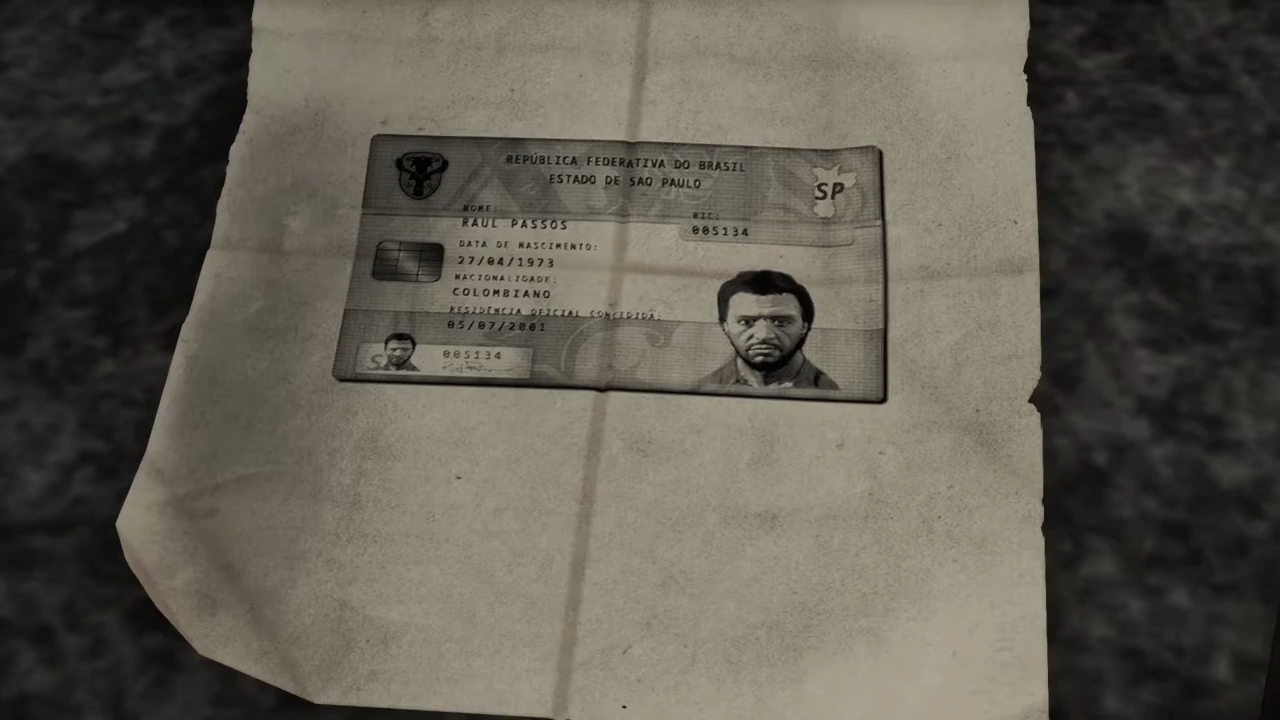 REPÚBLICA FEDERATIVA DO BRASIL
ESTADO DE SAO PAULO
SP
NOME:
RAUL PASSOS
RIC:
005134
DATA DE NASCIMENTO:
27/04/1973
NACIONALIDADE:
COLOMBIANO
RESIDÊNCIA OFICIAL CONCEDIDA:
05/07/2001
005134